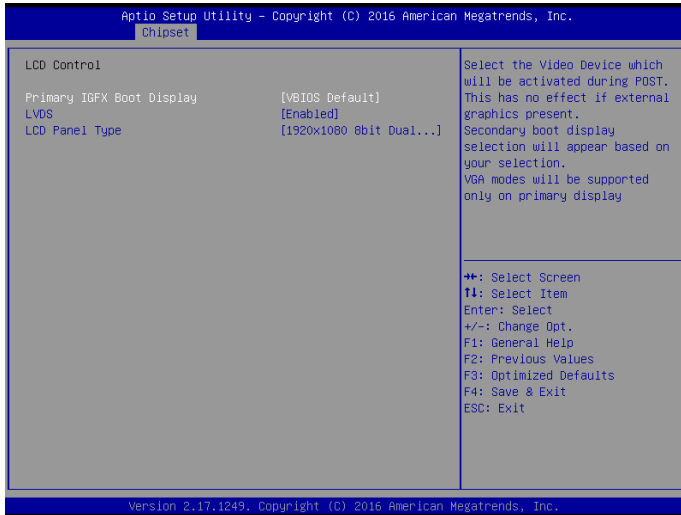 Aptio Setup Utility – Copyright (C) 2016 American Megatrends, Inc.
Chipset
LCD Control
Primary IGFX Boot Display [VBIOS Default]
LVDS [Enabled]
LCD Panel Type [1920x1080 8bit Dual...]
Select the Video Device which
will be activated during POST.
This has no effect if external
graphics present.
Secondary boot display
selection will appear based on
your selection.
VGA modes will be supported
only on primary display
→←: Select Screen
↑↓: Select Item
Enter: Select
+/-: Change Opt.
F1: General Help
F2: Previous Values
F3: Optimized Defaults
F4: Save & Exit
ESC: Exit
Version 2.17.1249. Copyright (C) 2016 American Megatrends, Inc.